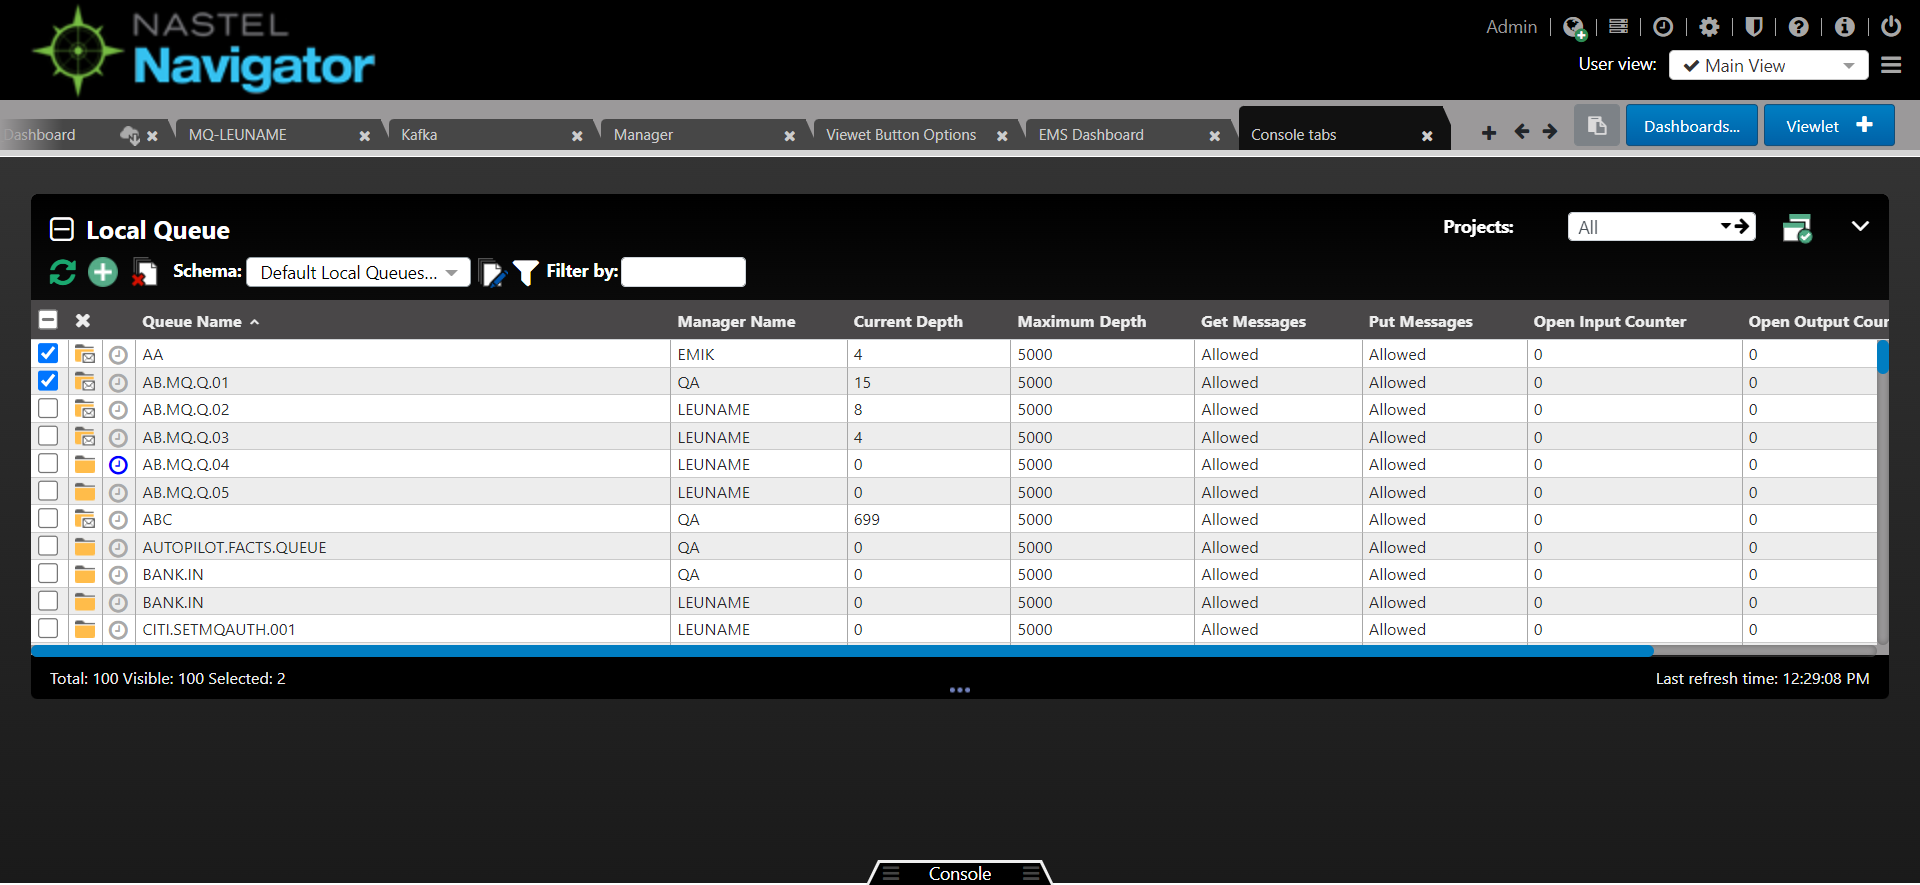 NASTEL
Navigator
Admin
User view: Main View
Dashboard MQ-LEUNAME Kafka Manager Viewet Button Options EMS Dashboard Console tabs Dashboards... Viewlet
Local Queue Projects: All
Schema: Default Local Queues... Filter by:
Queue Name Manager Name Current Depth Maximum Depth Get Messages Put Messages Open Input Counter Open Output Coun
AA EMIK 4 5000 Allowed Allowed 0 0
AB.MQ.Q.01 QA 15 5000 Allowed Allowed 0 0
AB.MQ.Q.02 LEUNAME 8 5000 Allowed Allowed 0 0
AB.MQ.Q.03 LEUNAME 4 5000 Allowed Allowed 0 0
AB.MQ.Q.04 LEUNAME 0 5000 Allowed Allowed 0 0
AB.MQ.Q.05 LEUNAME 0 5000 Allowed Allowed 0 0
ABC QA 699 5000 Allowed Allowed 0 0
AUTOPILOT.FACTS.QUEUE QA 0 5000 Allowed Allowed 0 0
BANK.IN QA 0 5000 Allowed Allowed 0 0
BANK.IN LEUNAME 0 5000 Allowed Allowed 0 0
CITI.SETMQAUTH.001 LEUNAME 0 5000 Allowed Allowed 0 0
Total: 100 Visible: 100 Selected: 2 Last refresh time: 12:29:08 PM
Console